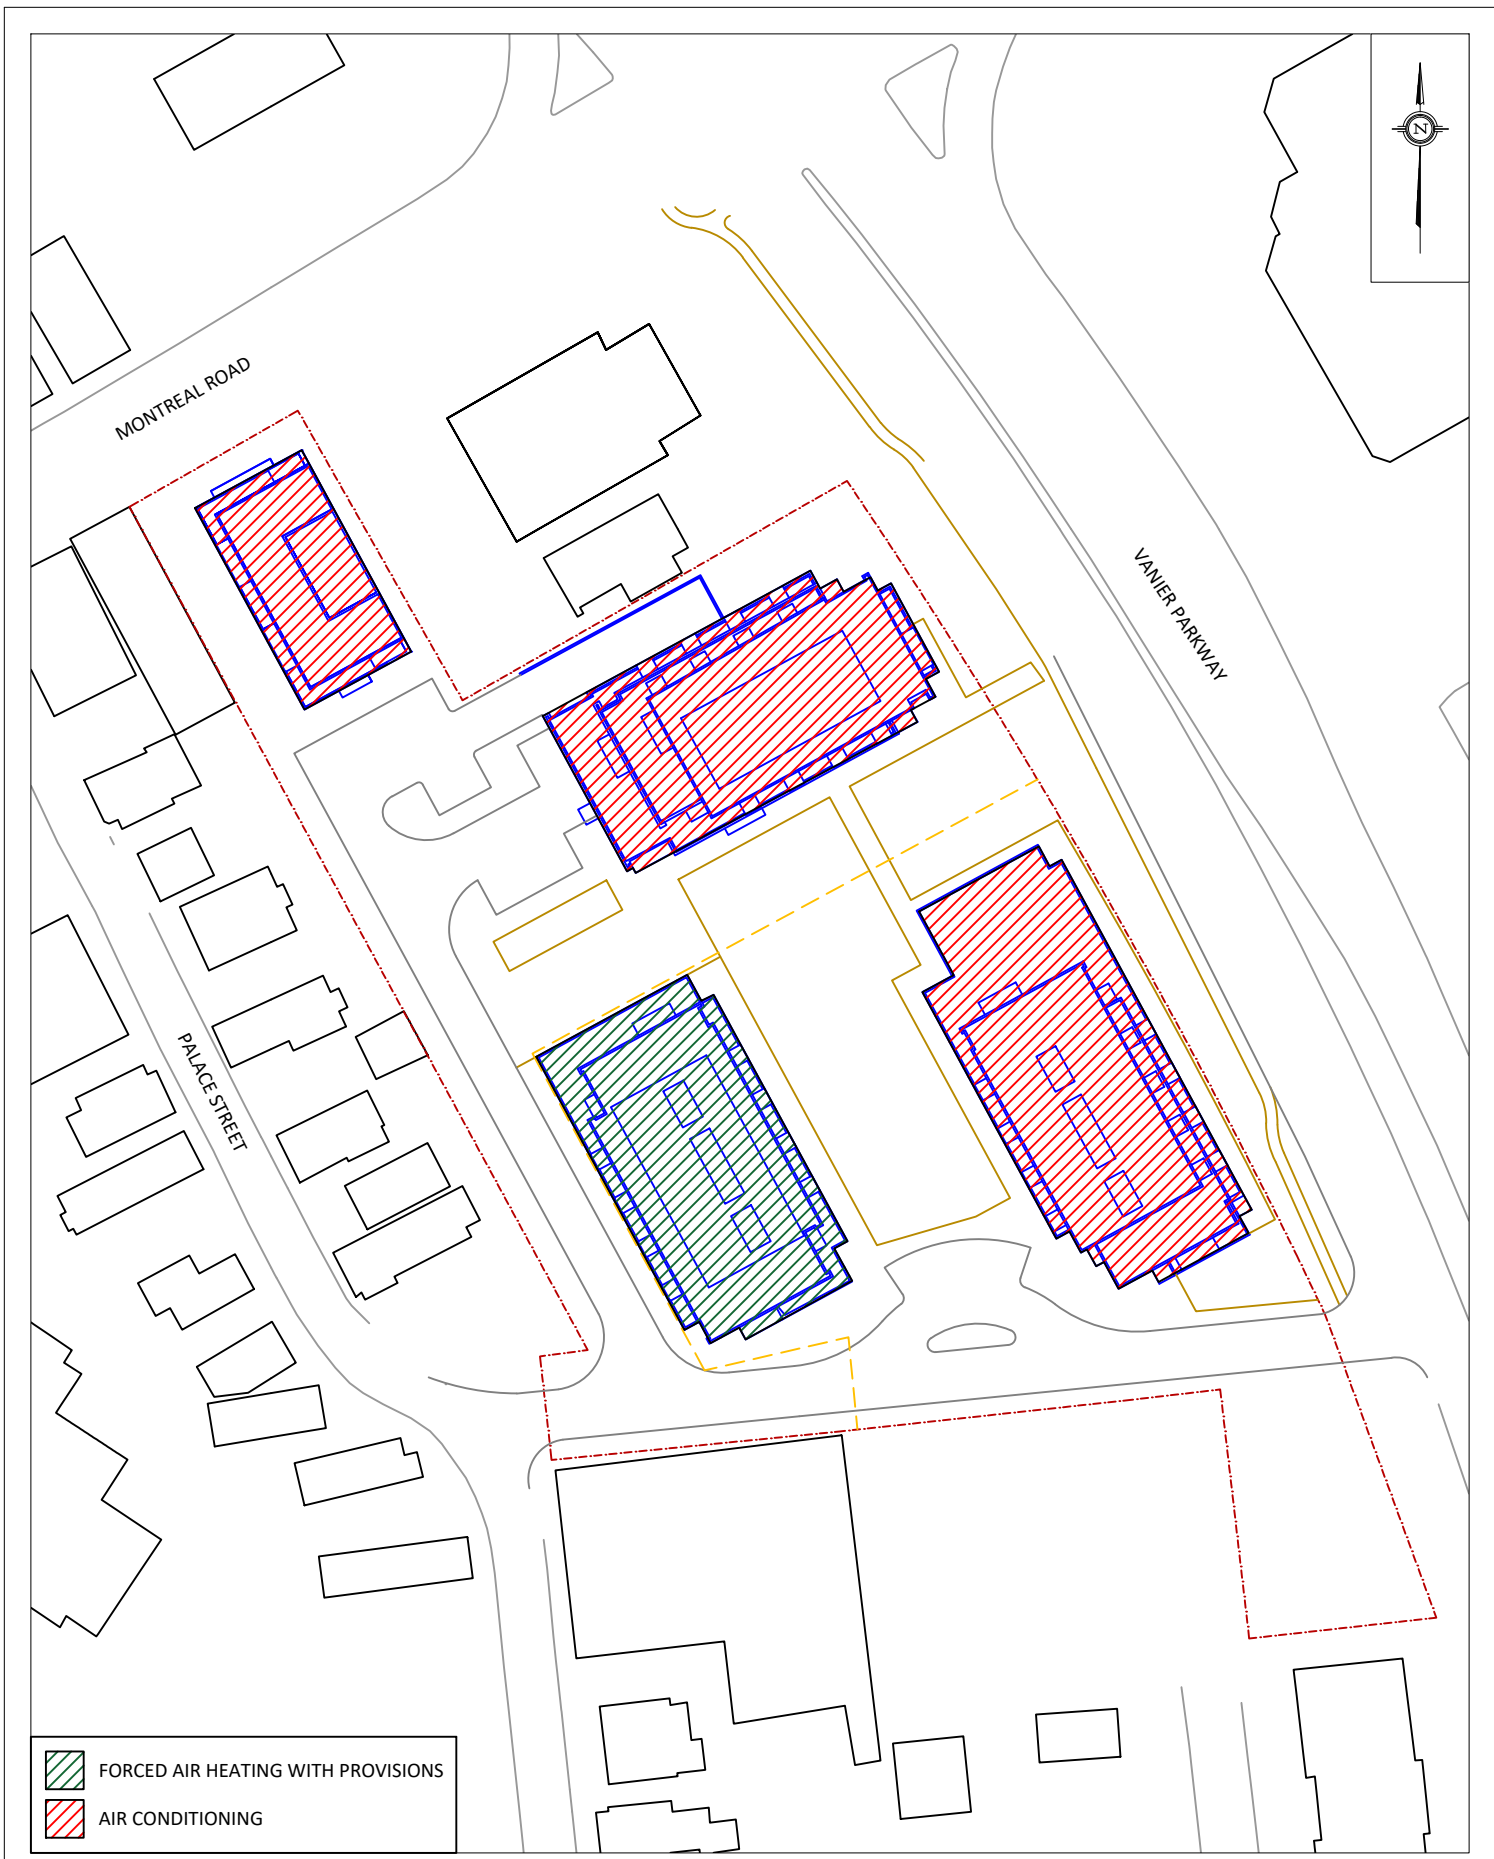 N
MONTREAL ROAD
VANIER PARKWAY
PALACE STREET
FORCED AIR HEATING WITH PROVISIONS
AIR CONDITIONING